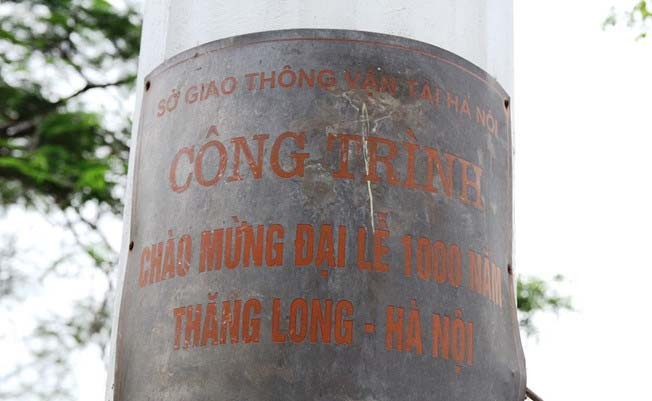 SỞ GIAO THÔNG VẬN TẢI HÀ NỘI
CÔNG TRÌNH
CHÀO MỪNG ĐẠI LỄ 1000 NĂM
THĂNG LONG - HÀ NỘI